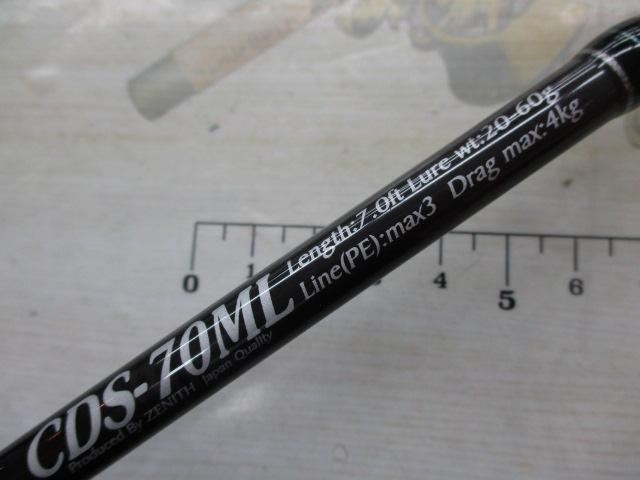 Length:7.0ft Lure wt:20-60g
Line(PE):max3 Drag max:4kg
CDS-70ML
Produced By ZENITH Japan Quality
0 1 4 5 6